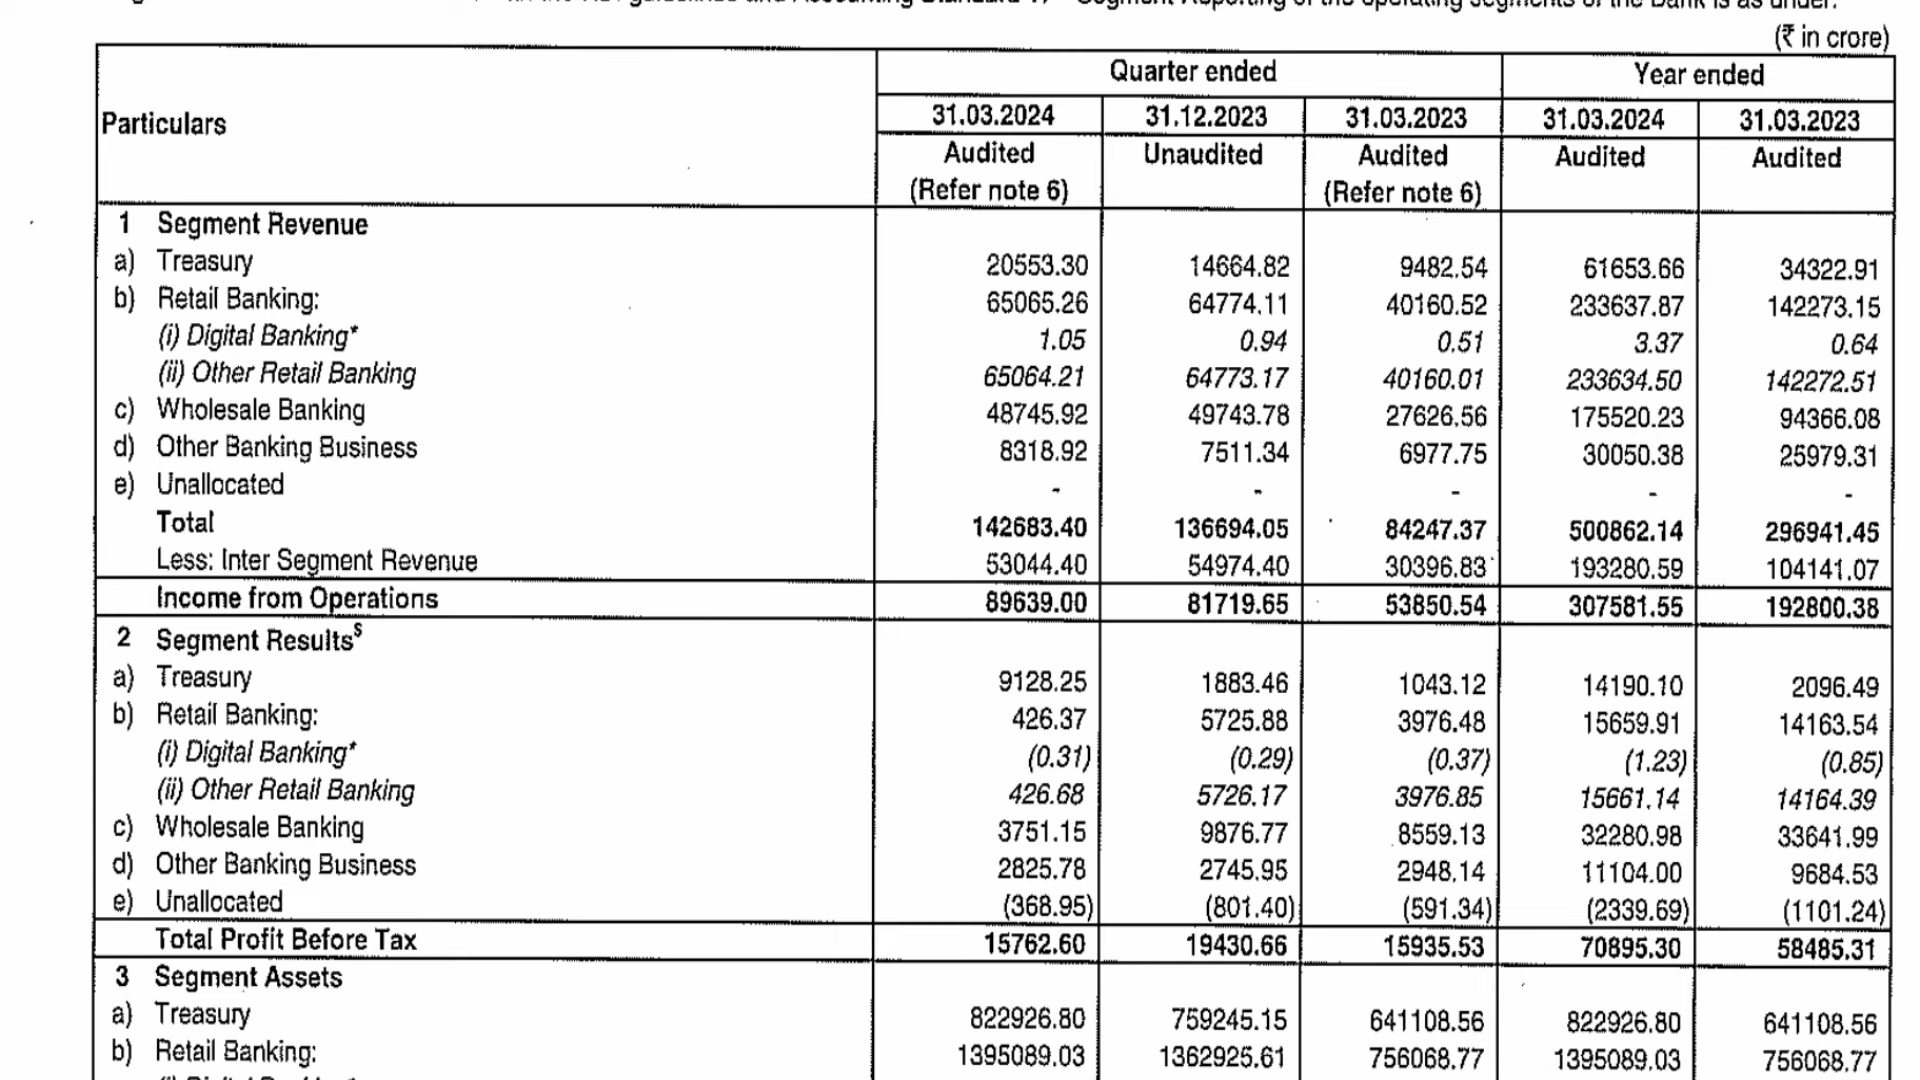 Segment Reporting of the operating segments of the Bank is as under:
(₹ in crore)
Particulars Quarter ended Year ended
31.03.2024 31.12.2023 31.03.2023 31.03.2024 31.03.2023
Audited Unaudited Audited Audited Audited
(Refer note 6) (Refer note 6)
1 Segment Revenue
a) Treasury 20553.30 14664.82 9482.54 61653.66 34322.91
b) Retail Banking: 65065.26 64774.11 40160.52 233637.87 142273.15
(i) Digital Banking* 1.05 0.94 0.51 3.37 0.64
(ii) Other Retail Banking 65064.21 64773.17 40160.01 233634.50 142272.51
c) Wholesale Banking 48745.92 49743.78 27626.56 175520.23 94366.08
d) Other Banking Business 8318.92 7511.34 6977.75 30050.38 25979.31
e) Unallocated - - - - -
Total 142683.40 136694.05 84247.37 500862.14 296941.45
Less: Inter Segment Revenue 53044.40 54974.40 30396.83 193280.59 104141.07
Income from Operations 89639.00 81719.65 53850.54 307581.55 192800.38
2 Segment Results$
a) Treasury 9128.25 1883.46 1043.12 14190.10 2096.49
b) Retail Banking: 426.37 5725.88 3976.48 15659.91 14163.54
(i) Digital Banking* (0.31) (0.29) (0.37) (1.23) (0.85)
(ii) Other Retail Banking 426.68 5726.17 3976.85 15661.14 14164.39
c) Wholesale Banking 3751.15 9876.77 8559.13 32280.98 33641.99
d) Other Banking Business 2825.78 2745.95 2948.14 11104.00 9684.53
e) Unallocated (368.95) (801.40) (591.34) (2339.69) (1101.24)
Total Profit Before Tax 15762.60 19430.66 15935.53 70895.30 58485.31
3 Segment Assets
a) Treasury 822926.80 759245.15 641108.56 822926.80 641108.56
b) Retail Banking: 1395089.03 1362925.61 756068.77 1395089.03 756068.77